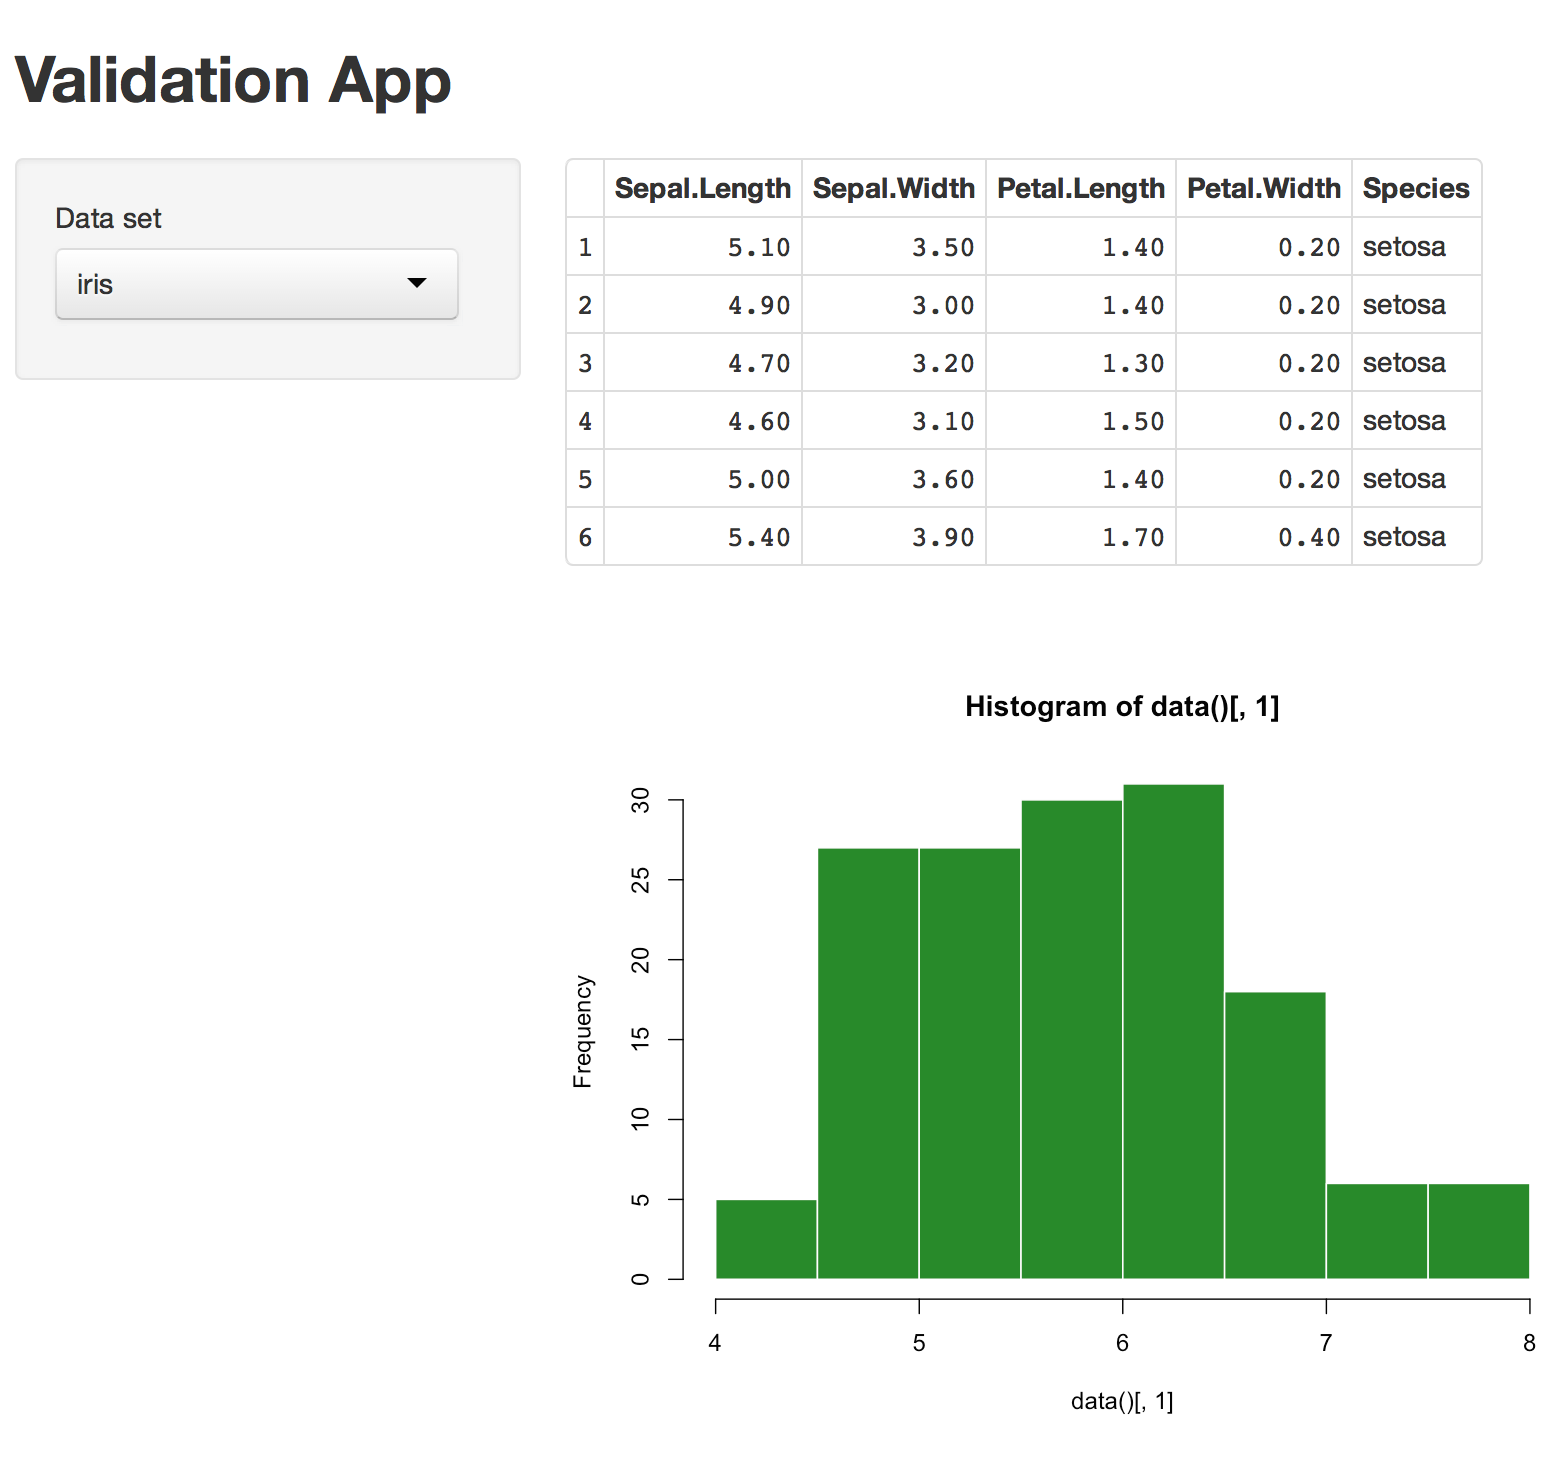 Validation App
Data set
iris
Sepal.Length Sepal.Width Petal.Length Petal.Width Species
1 5.10 3.50 1.40 0.20 setosa
2 4.90 3.00 1.40 0.20 setosa
3 4.70 3.20 1.30 0.20 setosa
4 4.60 3.10 1.50 0.20 setosa
5 5.00 3.60 1.40 0.20 setosa
6 5.40 3.90 1.70 0.40 setosa
Histogram of data()[, 1]
Frequency
30
25
20
15
10
5
0
4 5 6 7 8
data()[, 1]